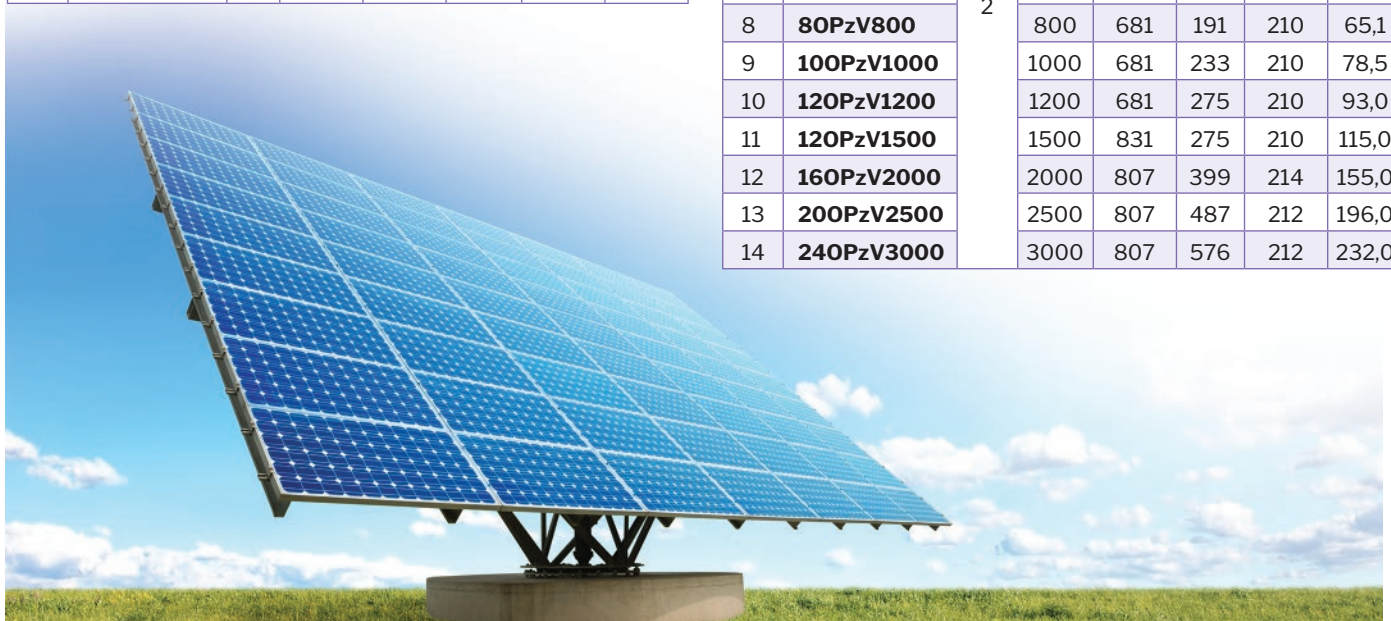 2
8 8OPzV800 800 681 191 210 65,1
9 10OPzV1000 1000 681 233 210 78,5
10 12OPzV1200 1200 681 275 210 93,0
11 12OPzV1500 1500 831 275 210 115,0
12 16OPzV2000 2000 807 399 214 155,0
13 20OPzV2500 2500 807 487 212 196,0
14 24OPzV3000 3000 807 576 212 232,0